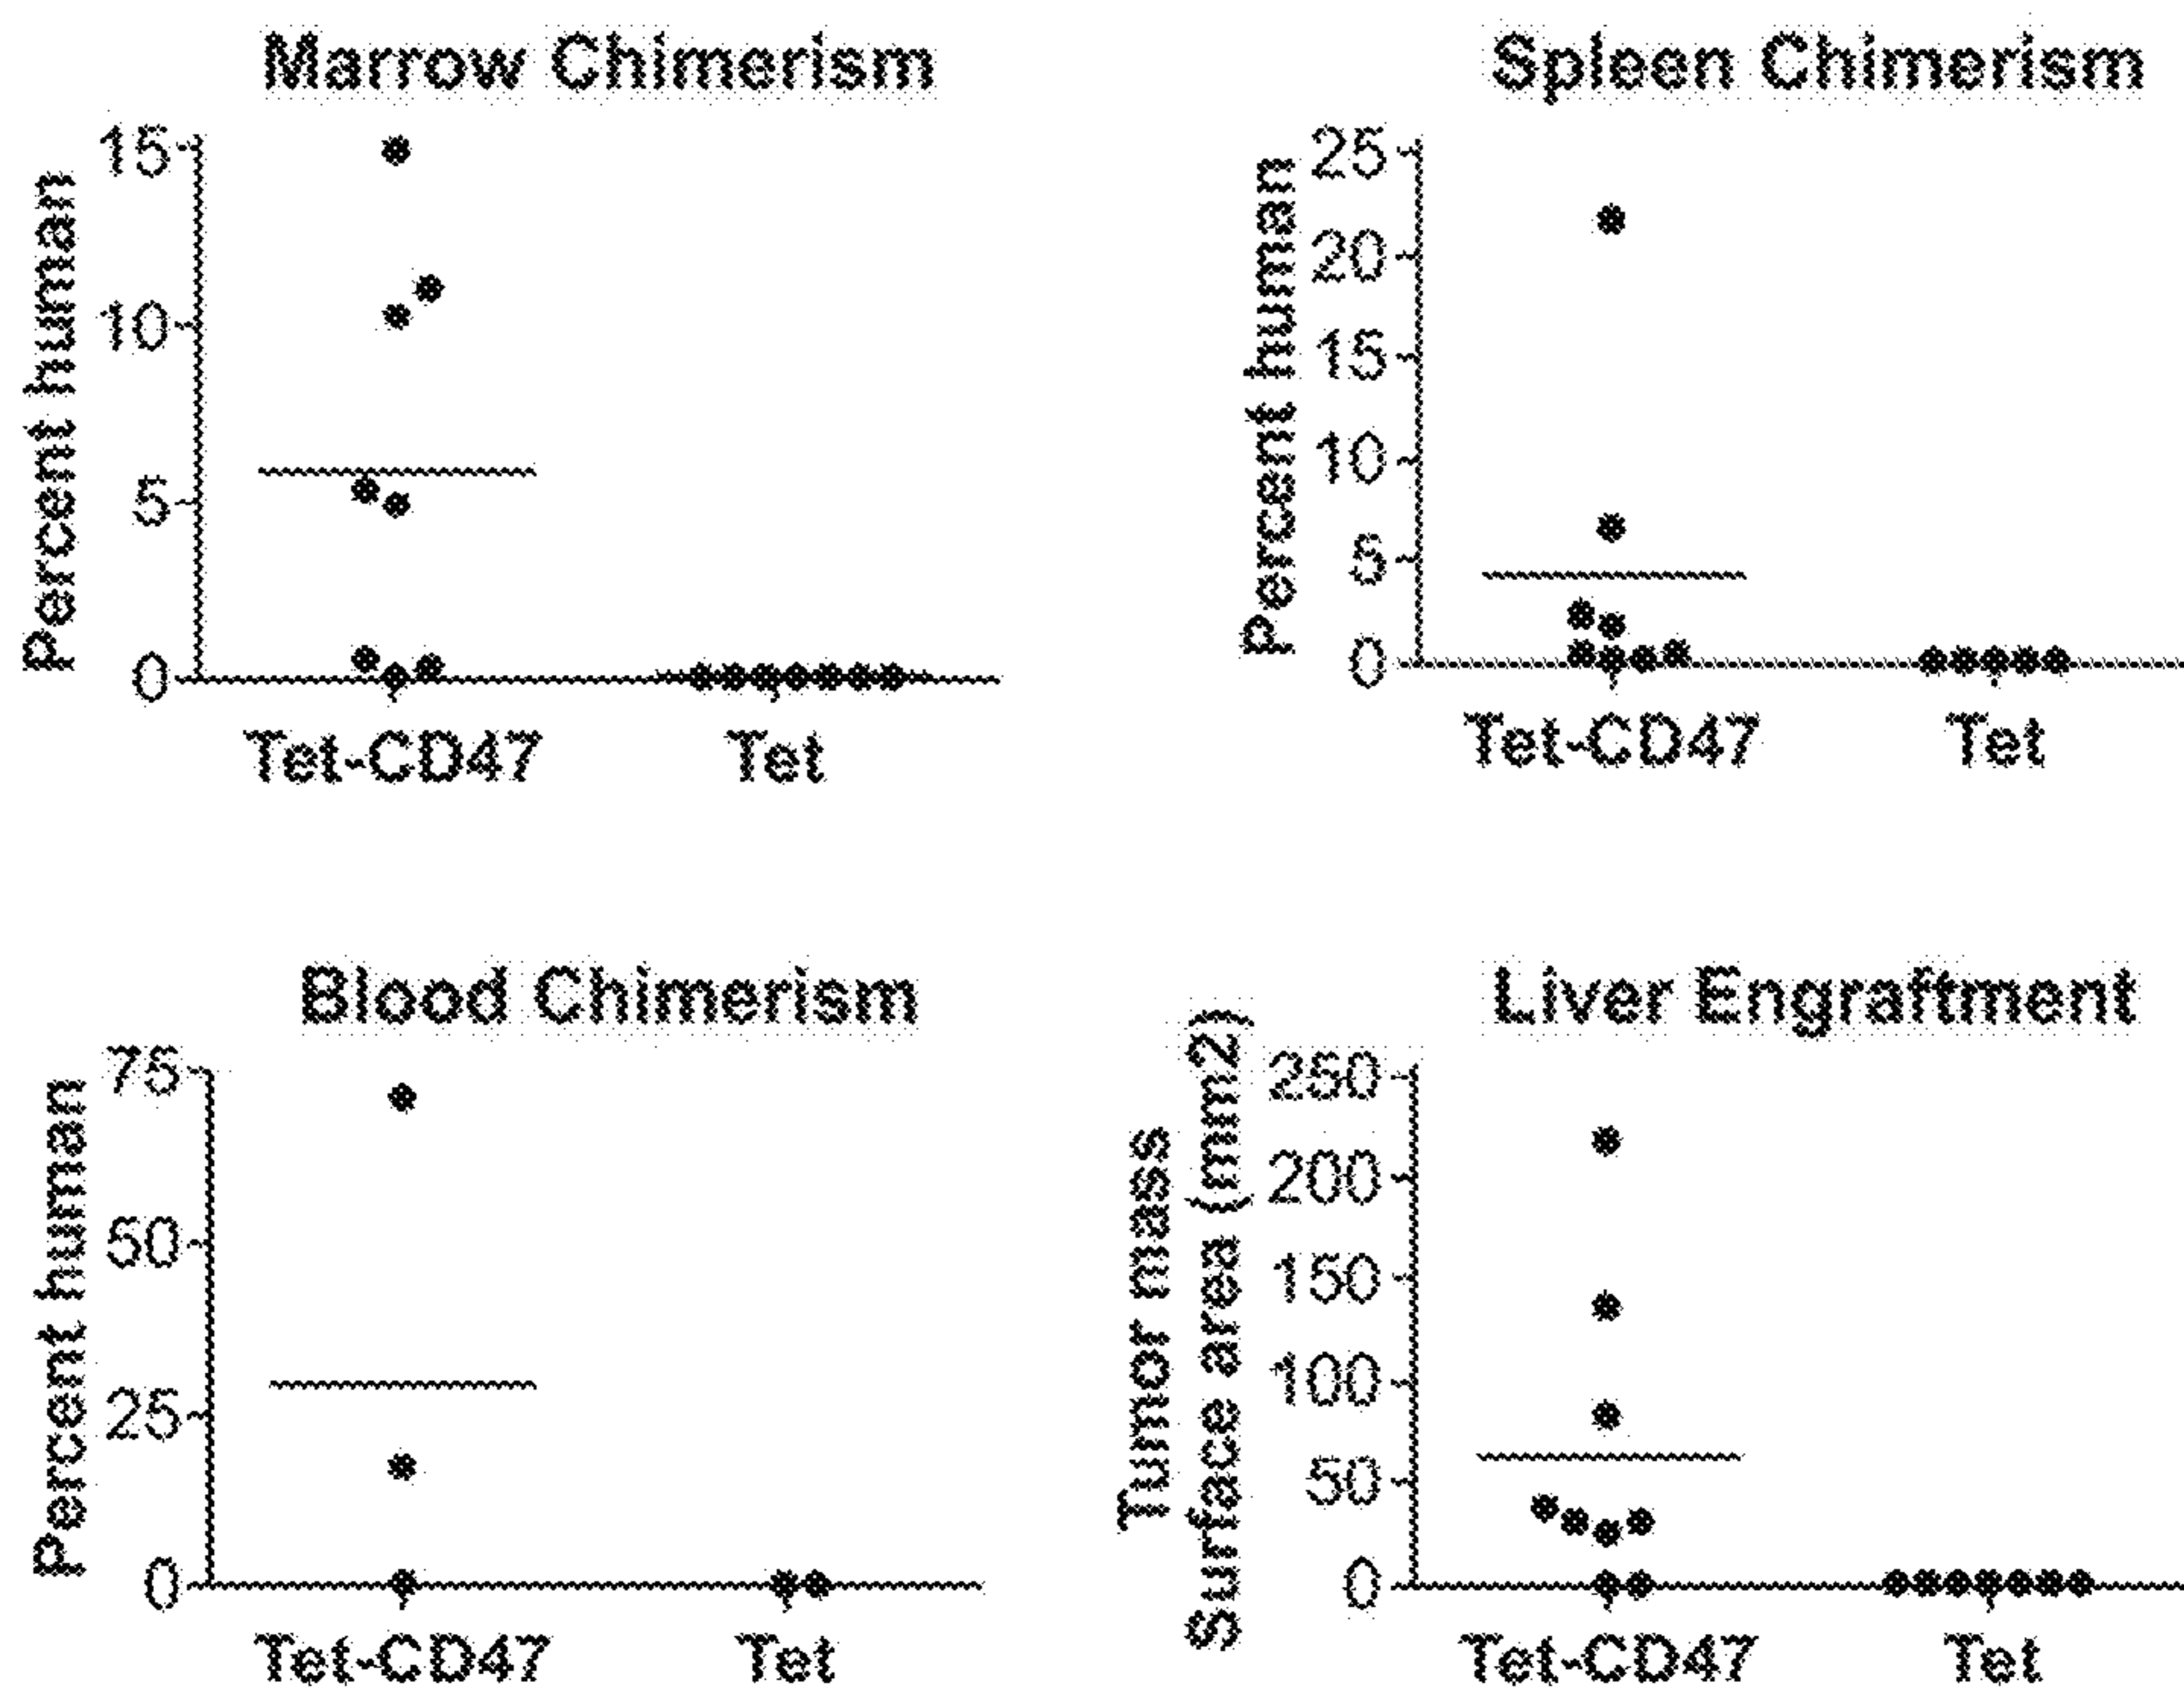 Marrow Chimerism
Percent human
15
10
5
0
Tet-CD47
Tet
Spleen Chimerism
Percent human
25
20
15
10
5
0
Tet-CD47
Tet
Blood Chimerism
Percent human
75
50
25
0
Tet-CD47
Tet
Liver Engraftment
Tumor mass
Surface area (mm2)
250
200
150
100
50
0
Tet-CD47
Tet